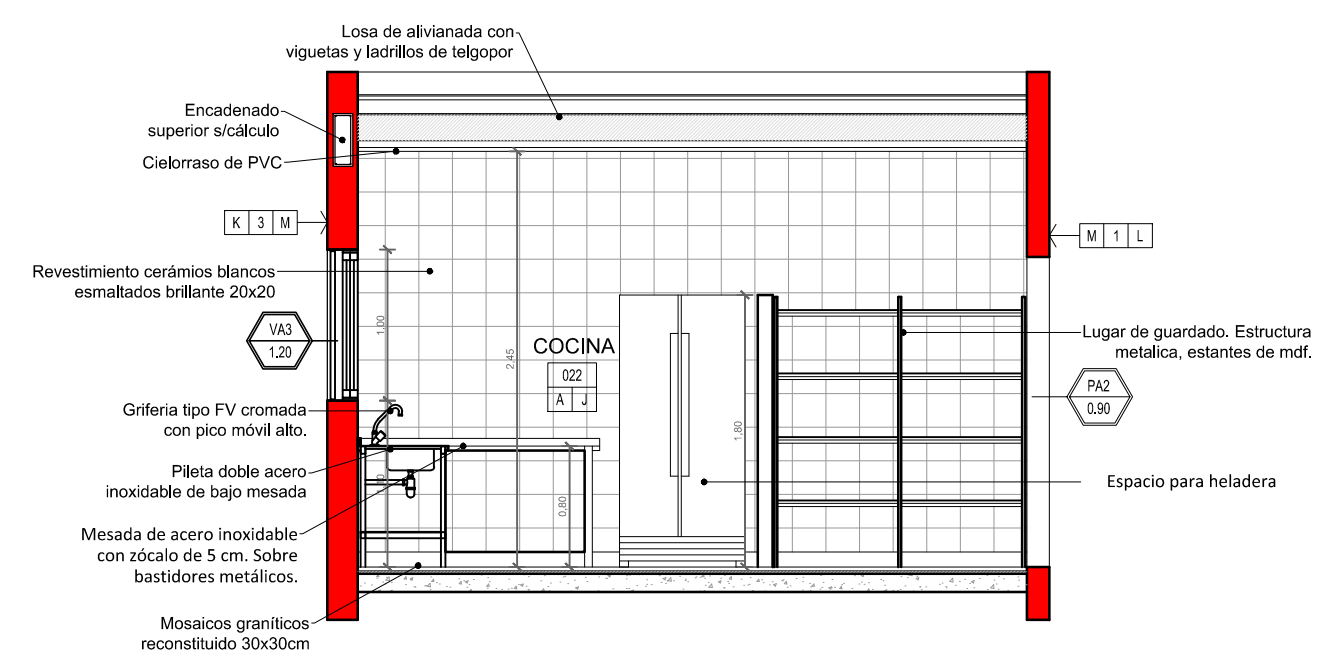 Losa de alivianada con
viguetas y ladrillos de telgopor
Encadenado
superior s/cálculo
Cielorraso de PVC
K 3 M
M 1 L
Revestimiento cerámios blancos
esmaltados brillante 20x20
VA3
1.20
1,00
2,45
COCINA
022
A J
Lugar de guardado. Estructura
metalica, estantes de mdf.
PA2
0.90
Griferia tipo FV cromada
con pico móvil alto.
1,80
Pileta doble acero
inoxidable de bajo mesada
Espacio para heladera
0,80
Mesada de acero inoxidable
con zócalo de 5 cm. Sobre
bastidores metálicos.
Mosaicos graníticos
reconstituido 30x30cm